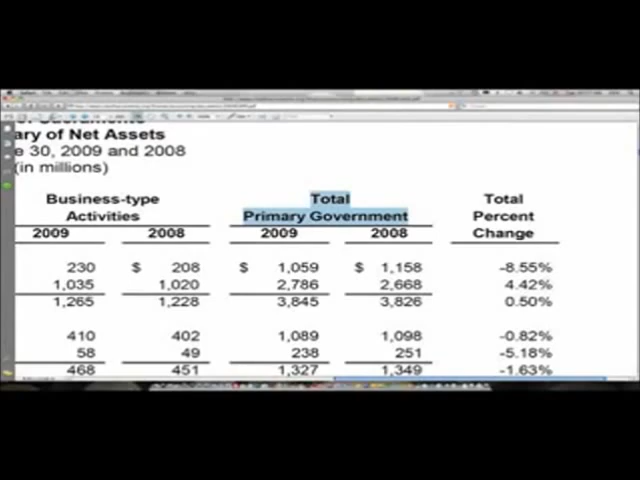 ary of Net Assets
e 30, 2009 and 2008
(in millions)
Business-type Total Total
Activities Primary Government Percent
2009 2008 2009 2008 Change
230 $ 208 $ 1,059 $ 1,158 -8.55%
1,035 1,020 2,786 2,668 4.42%
1,265 1,228 3,845 3,826 0.50%
410 402 1,089 1,098 -0.82%
58 49 238 251 -5.18%
468 451 1,327 1,349 -1.63%